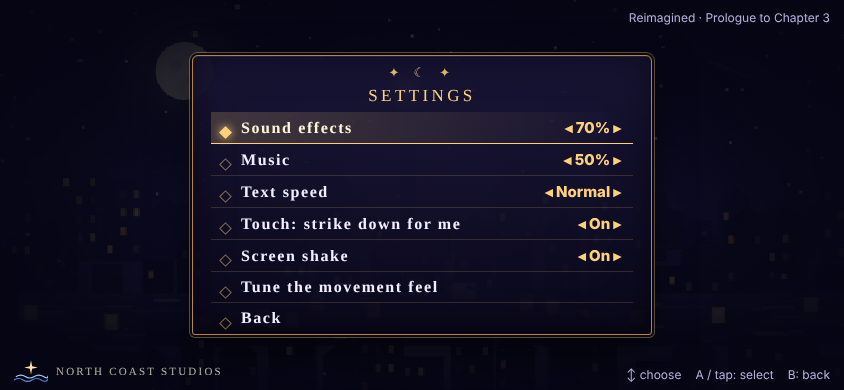 Reimagined · Prologue to Chapter 3
SETTINGS
Sound effects ◂ 70% ▸
Music ◂ 50% ▸
Text speed ◂ Normal ▸
Touch: strike down for me ◂ On ▸
Screen shake ◂ On ▸
Tune the movement feel
Back
NORTH COAST STUDIOS
↕ choose A / tap: select B: back